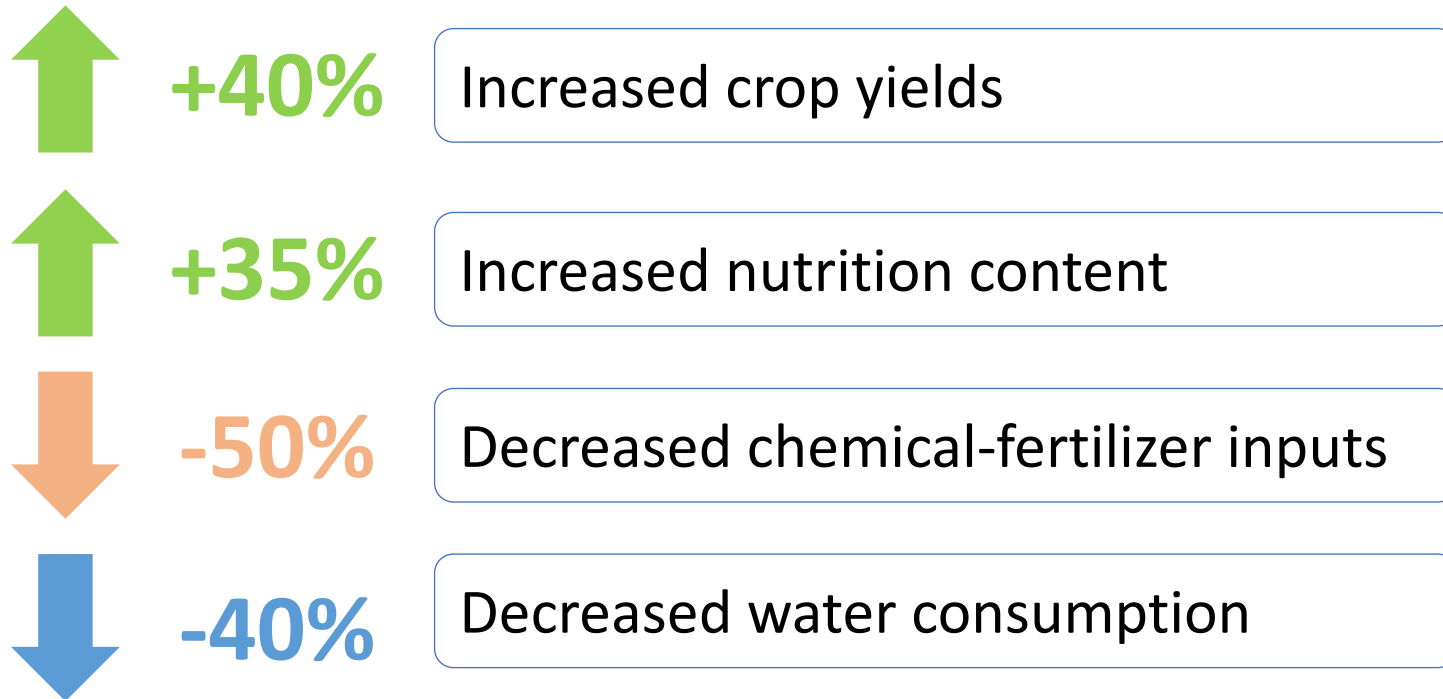 +40% Increased crop yields
+35% Increased nutrition content
-50% Decreased chemical-fertilizer inputs
-40% Decreased water consumption